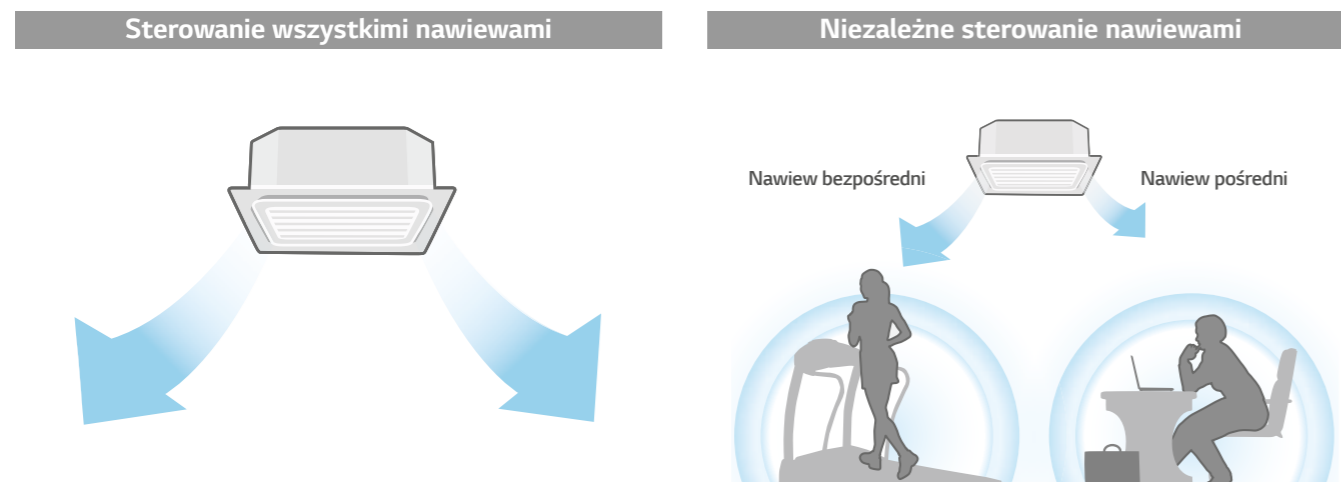 Sterowanie wszystkimi nawiewami
Niezależne sterowanie nawiewami
Nawiew bezpośredni
Nawiew pośredni